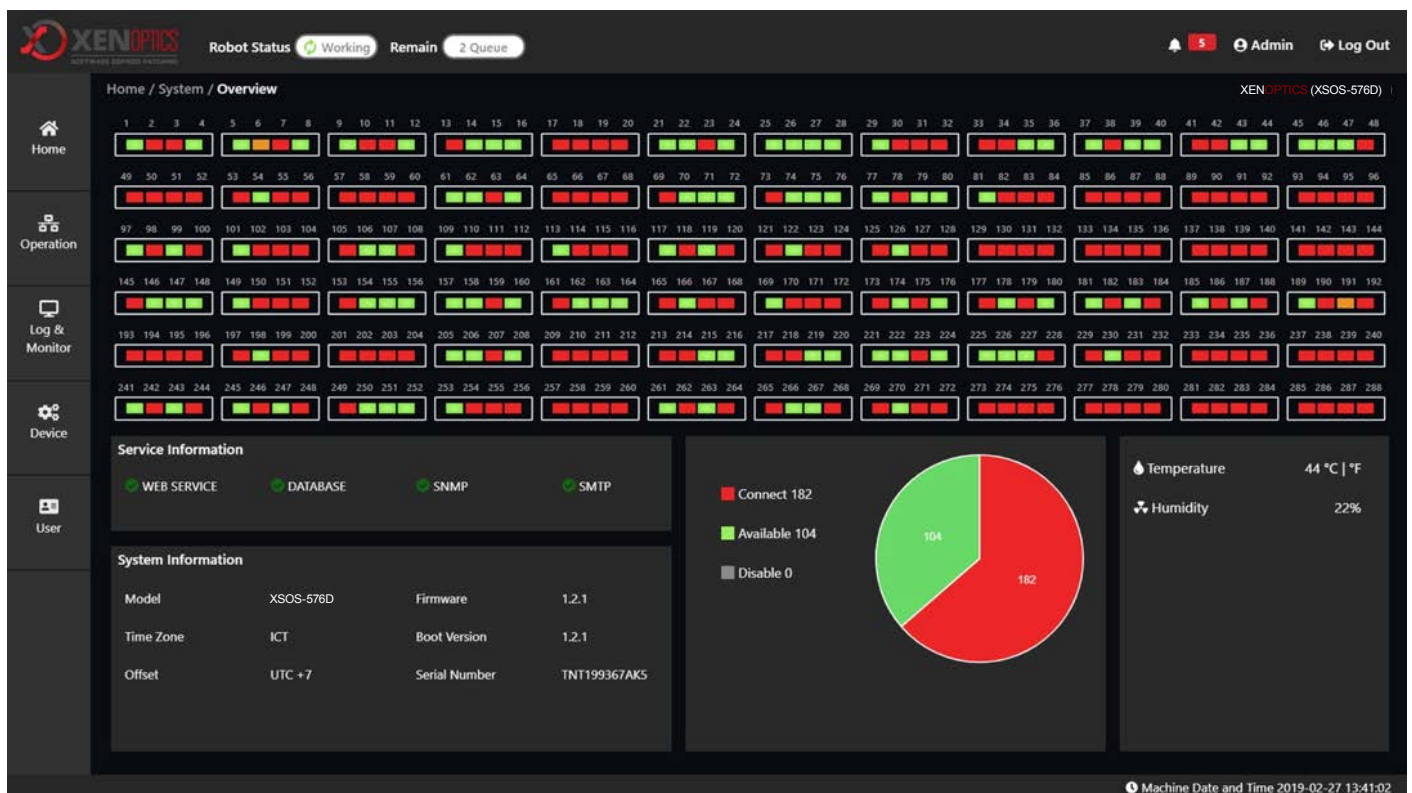 XENOPTICS
SOFTWARE DEFINED PATCHING
Robot Status Working Remain 2 Queue 5 Admin Log Out
Home / System / Overview XENOPTICS (XSOS-576D)
Home
Operation
Log & Monitor
Device
User
1 2 3 4 5 6 7 8 9 10 11 12 13 14 15 16 17 18 19 20 21 22 23 24 25 26 27 28 29 30 31 32 33 34 35 36 37 38 39 40 41 42 43 44 45 46 47 48
49 50 51 52 53 54 55 56 57 58 59 60 61 62 63 64 65 66 67 68 69 70 71 72 73 74 75 76 77 78 79 80 81 82 83 84 85 86 87 88 89 90 91 92 93 94 95 96
97 98 99 100 101 102 103 104 105 106 107 108 109 110 111 112 113 114 115 116 117 118 119 120 121 122 123 124 125 126 127 128 129 130 131 132 133 134 135 136 137 138 139 140 141 142 143 144
145 146 147 148 149 150 151 152 153 154 155 156 157 158 159 160 161 162 163 164 165 166 167 168 169 170 171 172 173 174 175 176 177 178 179 180 181 182 183 184 185 186 187 188 189 190 191 192
193 194 195 196 197 198 199 200 201 202 203 204 205 206 207 208 209 210 211 212 213 214 215 216 217 218 219 220 221 222 223 224 225 226 227 228 229 230 231 232 233 234 235 236 237 238 239 240
241 242 243 244 245 246 247 248 249 250 251 252 253 254 255 256 257 258 259 260 261 262 263 264 265 266 267 268 269 270 271 272 273 274 275 276 277 278 279 280 281 282 283 284 285 286 287 288
Service Information
WEB SERVICE DATABASE SNMP SMTP
System Information
Model XSOS-576D Firmware 1.2.1
Time Zone ICT Boot Version 1.2.1
Offset UTC +7 Serial Number TNT199367AK5
Connect 182
Available 104
Disable 0
104
182
Temperature 44 °C | °F
Humidity 22%
Machine Date and Time 2019-02-27 13:41:02